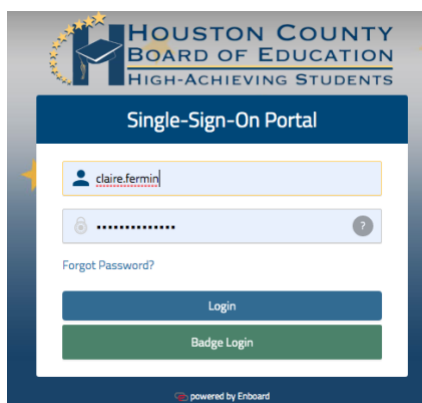 HOUSTON COUNTY
BOARD OF EDUCATION
HIGH-ACHIEVING STUDENTS
Single-Sign-On Portal
claire.fermin
••••••••••••••
?
Forgot Password?
Login
Badge Login
powered by Enboard